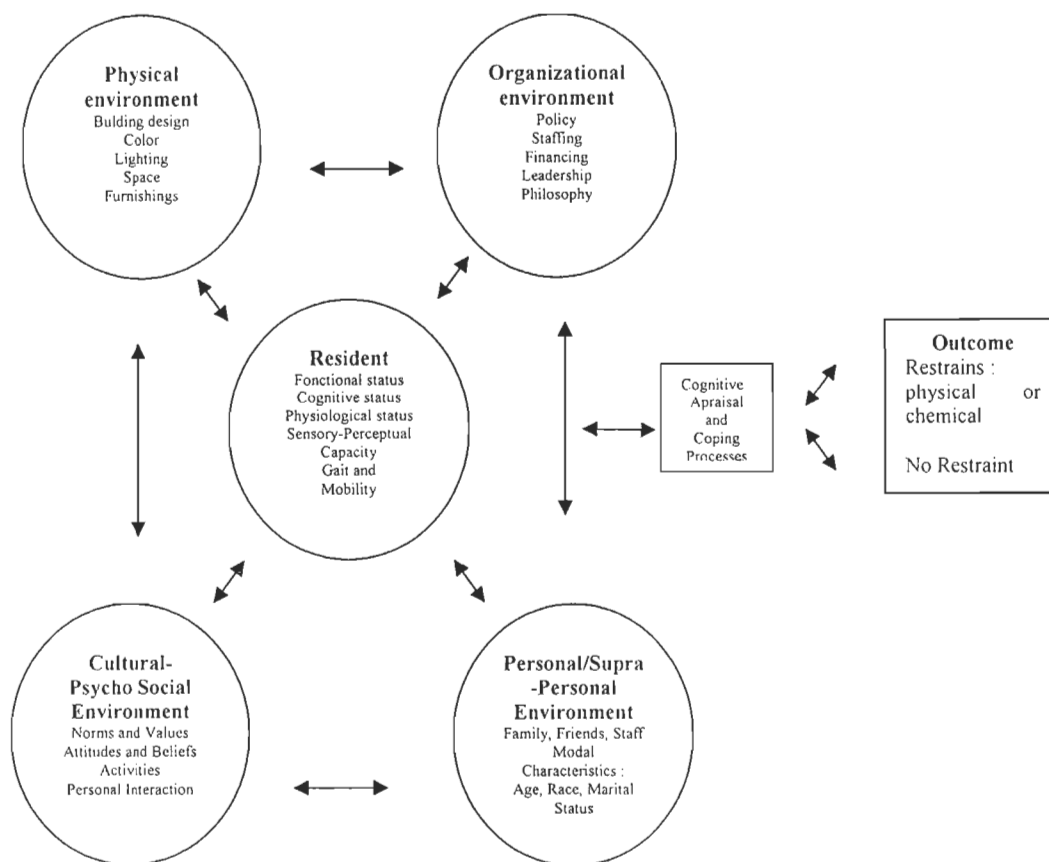 Physical
environment
Bulding design
Color
Lighting
Space
Furnishings
Organizational
environment
Policy
Staffing
Financing
Leadership
Philosophy
Resident
Fonctional status
Cognitive status
Physiological status
Sensory-Perceptual
Capacity
Gait and
Mobility
Cognitive
Appraisal
and
Coping
Processes
Outcome
Restrains :
physical or
chemical
No Restraint
Cultural-
Psycho Social
Environment
Norms and Values
Attitudes and Beliefs
Activities
Personal Interaction
Personal/Supra
-Personal
Environment
Family, Friends, Staff
Modal
Characteristics :
Age, Race, Marital
Status